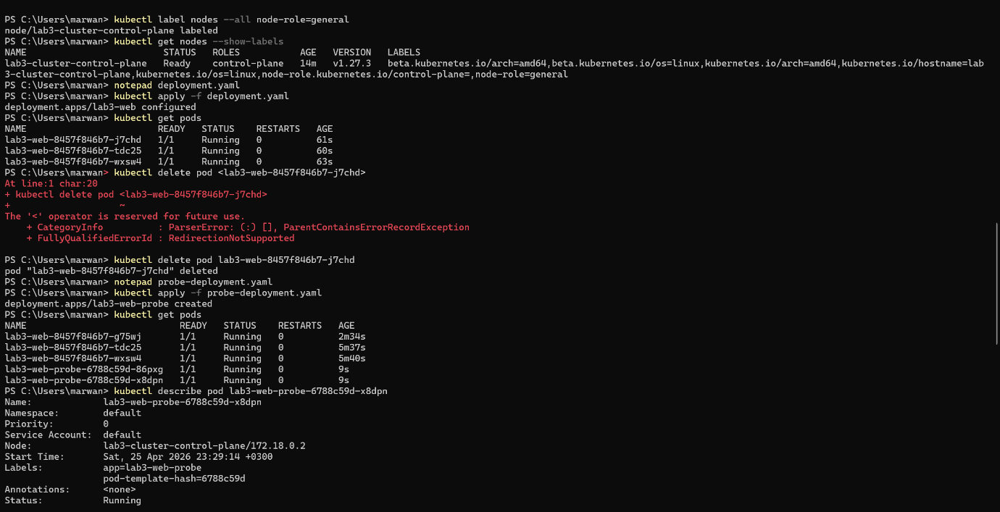 PS C:\Users\marwan> kubectl label nodes --all node-role=general
node/lab3-cluster-control-plane labeled
PS C:\Users\marwan> kubectl get nodes --show-labels
NAME                         STATUS   ROLES           AGE   VERSION   LABELS
lab3-cluster-control-plane   Ready    control-plane   14m   v1.27.3   beta.kubernetes.io/arch=amd64,beta.kubernetes.io/os=linux,kubernetes.io/arch=amd64,kubernetes.io/hostname=lab
3-cluster-control-plane,kubernetes.io/os=linux,node-role.kubernetes.io/control-plane=,node-role=general
PS C:\Users\marwan> notepad deployment.yaml
PS C:\Users\marwan> kubectl apply -f deployment.yaml
deployment.apps/lab3-web configured
PS C:\Users\marwan> kubectl get pods
NAME                        READY   STATUS    RESTARTS   AGE
lab3-web-8457f846b7-j7chd   1/1     Running   0          61s
lab3-web-8457f846b7-tdc25   1/1     Running   0          60s
lab3-web-8457f846b7-wxsw4   1/1     Running   0          63s
PS C:\Users\marwan> kubectl delete pod <lab3-web-8457f846b7-j7chd>
At line:1 char:20
+ kubectl delete pod <lab3-web-8457f846b7-j7chd>
+                    ~
The '<' operator is reserved for future use.
    + CategoryInfo          : ParserError: (:) [], ParentContainsErrorRecordException
    + FullyQualifiedErrorId : RedirectionNotSupported
PS C:\Users\marwan> kubectl delete pod lab3-web-8457f846b7-j7chd
pod "lab3-web-8457f846b7-j7chd" deleted
PS C:\Users\marwan> notepad probe-deployment.yaml
PS C:\Users\marwan> kubectl apply -f probe-deployment.yaml
deployment.apps/lab3-web-probe created
PS C:\Users\marwan> kubectl get pods
NAME                            READY   STATUS    RESTARTS   AGE
lab3-web-8457f846b7-g75wj       1/1     Running   0          2m34s
lab3-web-8457f846b7-tdc25       1/1     Running   0          5m37s
lab3-web-8457f846b7-wxsw4       1/1     Running   0          5m40s
lab3-web-probe-6788c59d-86pxg   1/1     Running   0          9s
lab3-web-probe-6788c59d-x8dpn   1/1     Running   0          9s
PS C:\Users\marwan> kubectl describe pod lab3-web-probe-6788c59d-x8dpn
Name:             lab3-web-probe-6788c59d-x8dpn
Namespace:        default
Priority:         0
Service Account:  default
Node:             lab3-cluster-control-plane/172.18.0.2
Start Time:       Sat, 25 Apr 2026 23:29:14 +0300
Labels:           app=lab3-web-probe
                  pod-template-hash=6788c59d
Annotations:      <none>
Status:           Running